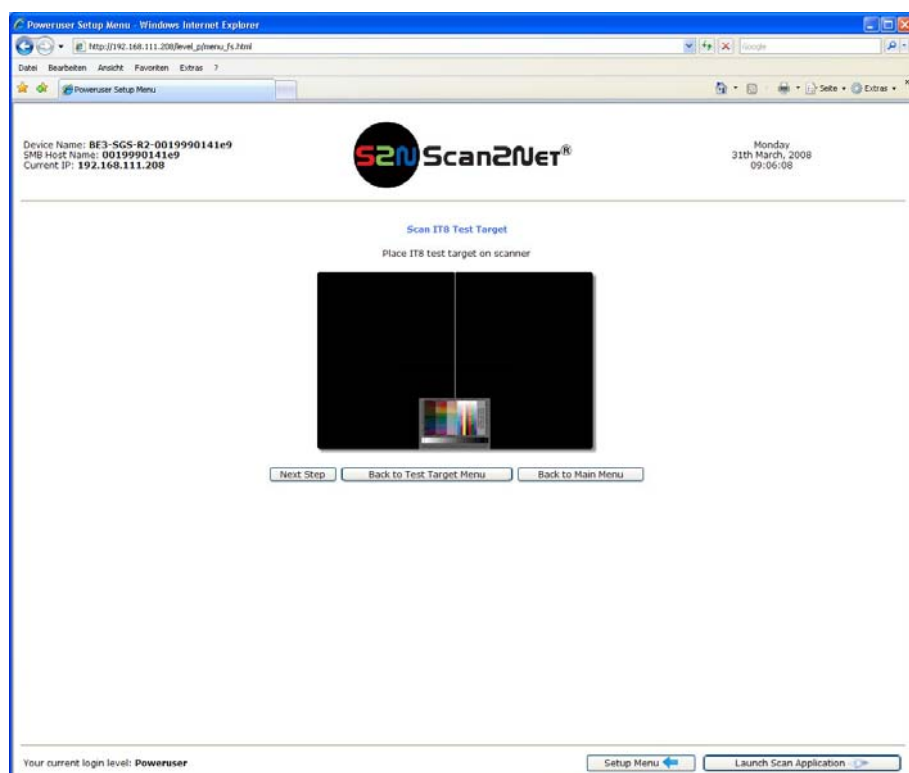 Poweruser Setup Menu - Windows Internet Explorer
http://192.168.111.208/level_p/menu_fs.html
Google
Datei Bearbeiten Ansicht Favoriten Extras ?
Poweruser Setup Menu
Seite Extras
Device Name: BE3-SGS-R2-0019990141e9
SMB Host Name: 0019990141e9
Current IP: 192.168.111.208
S2N Scan2Net®
Monday
31th March, 2008
09:06:08
Scan IT8 Test Target
Place IT8 test target on scanner
Next Step
Back to Test Target Menu
Back to Main Menu
Your current login level: Poweruser
Setup Menu
Launch Scan Application